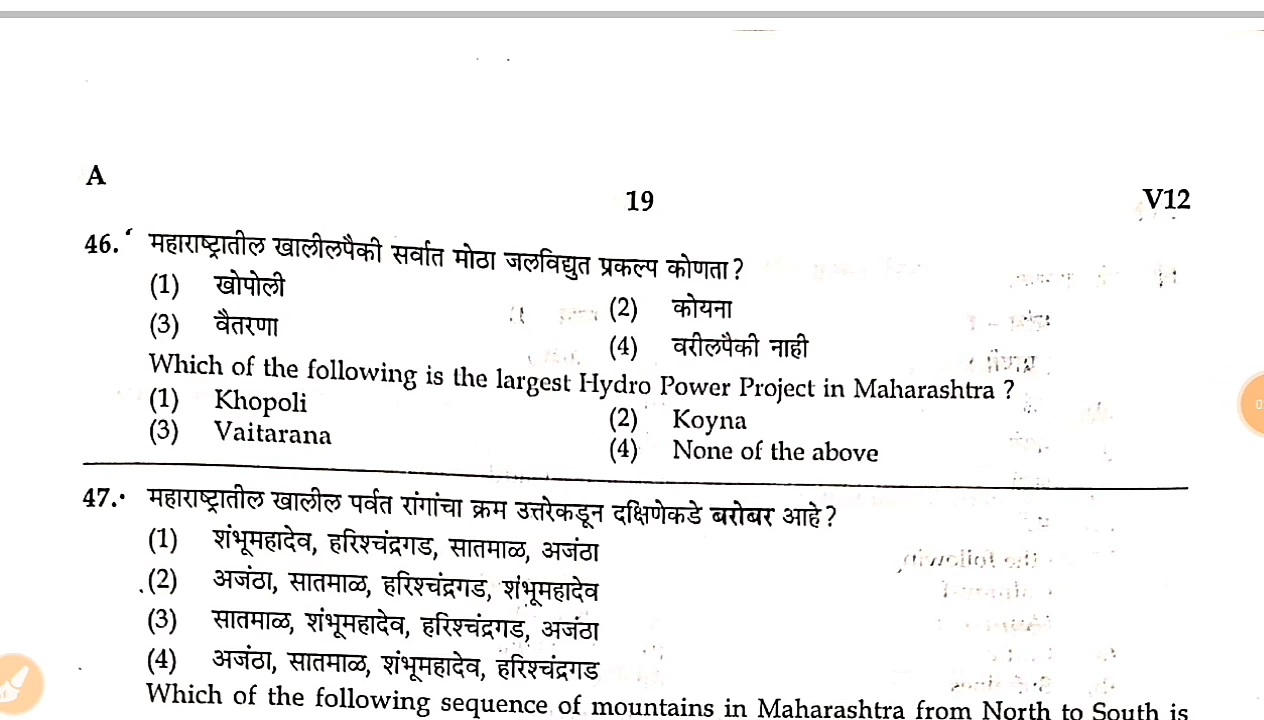 A
19
V12
46. महाराष्ट्रातील खालीलपैकी सर्वात मोठा जलविद्युत प्रकल्प कोणता ?
(1) खोपोली
(2) कोयना
(3) वैतरणा
(4) वरीलपैकी नाही
Which of the following is the largest Hydro Power Project in Maharashtra ?
(1) Khopoli
(2) Koyna
(3) Vaitarana
(4) None of the above
47. महाराष्ट्रातील खालील पर्वत रांगांचा क्रम उत्तरेकडून दक्षिणेकडे बरोबर आहे ?
(1) शंभूमहादेव, हरिश्चंद्रगड, सातमाळ, अजंठा
(2) अजंठा, सातमाळ, हरिश्चंद्रगड, शंभूमहादेव
(3) सातमाळ, शंभूमहादेव, हरिश्चंद्रगड, अजंठा
(4) अजंठा, सातमाळ, शंभूमहादेव, हरिश्चंद्रगड
Which of the following sequence of mountains in Maharashtra from North to South is